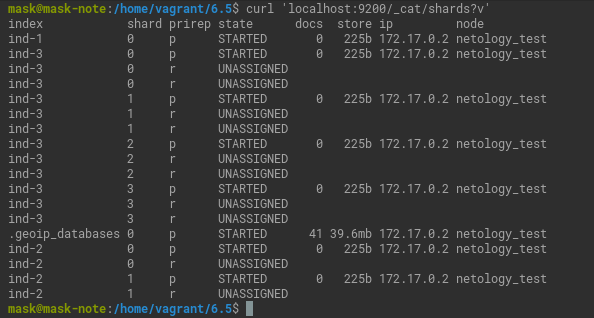 mask@mask-note:/home/vagrant/6.5$ curl 'localhost:9200/_cat/shards?v'
index            shard prirep state      docs  store ip         node
ind-1            0     p      STARTED       0   225b 172.17.0.2 netology_test
ind-3            0     p      STARTED       0   225b 172.17.0.2 netology_test
ind-3            0     r      UNASSIGNED
ind-3            0     r      UNASSIGNED
ind-3            1     p      STARTED       0   225b 172.17.0.2 netology_test
ind-3            1     r      UNASSIGNED
ind-3            1     r      UNASSIGNED
ind-3            2     p      STARTED       0   225b 172.17.0.2 netology_test
ind-3            2     r      UNASSIGNED
ind-3            2     r      UNASSIGNED
ind-3            3     p      STARTED       0   225b 172.17.0.2 netology_test
ind-3            3     r      UNASSIGNED
ind-3            3     r      UNASSIGNED
.geoip_databases 0     p      STARTED      41 39.6mb 172.17.0.2 netology_test
ind-2            0     p      STARTED       0   225b 172.17.0.2 netology_test
ind-2            0     r      UNASSIGNED
ind-2            1     p      STARTED       0   225b 172.17.0.2 netology_test
ind-2            1     r      UNASSIGNED
mask@mask-note:/home/vagrant/6.5$